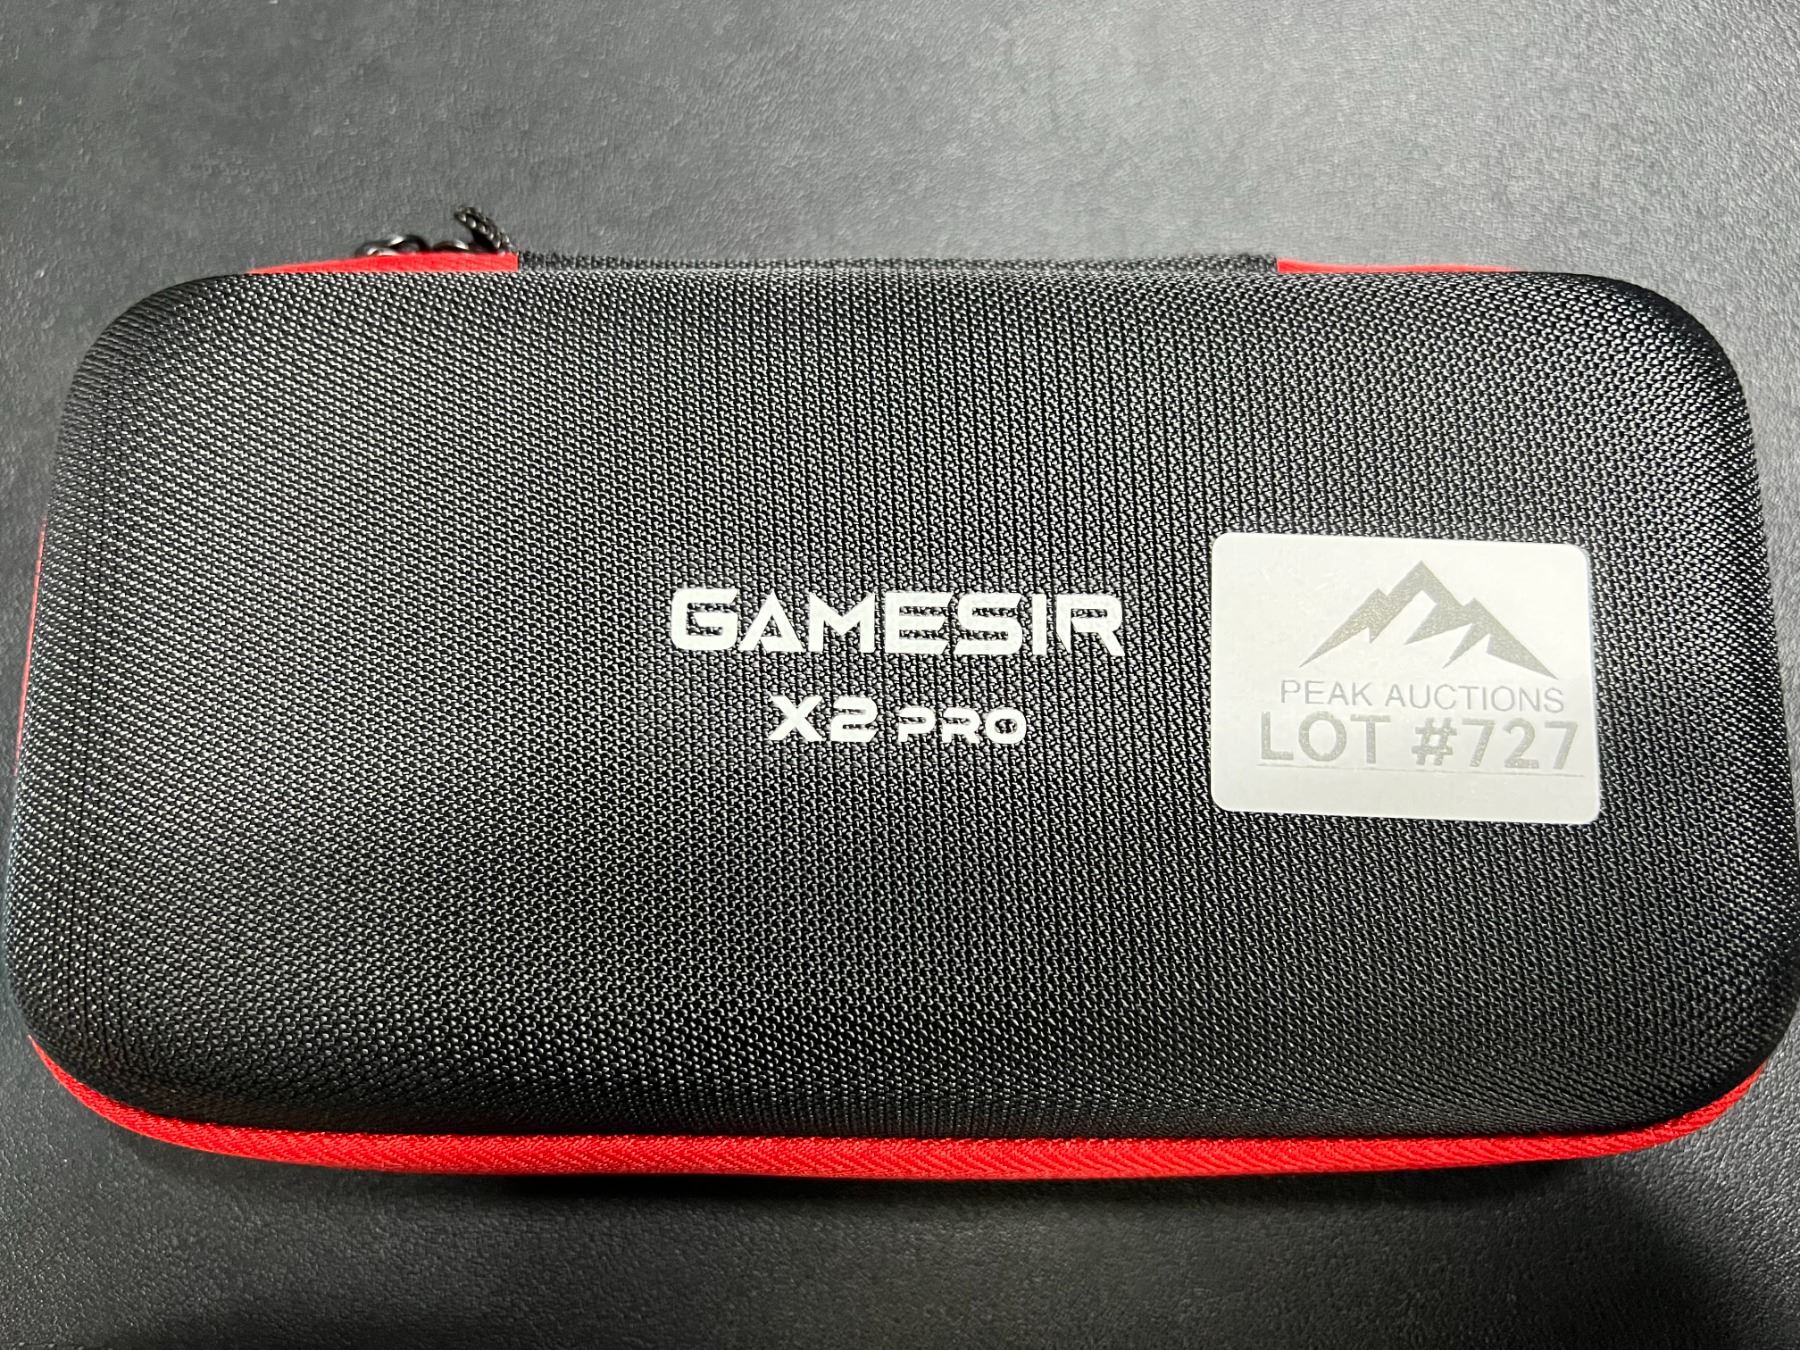 GAMESIR
X2 PRO
PEAK AUCTIONS
LOT #727